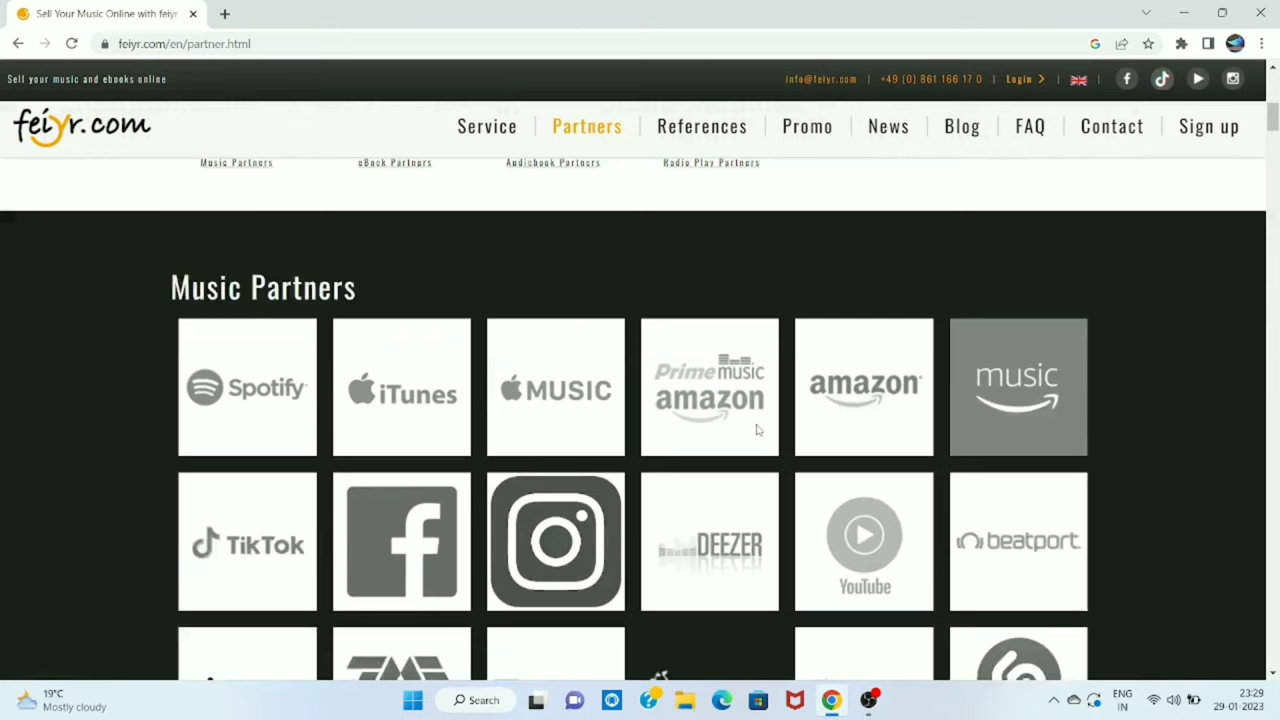 Sell Your Music Online with feiyr
feiyr.com/en/partner.html
Sell your music and ebooks online
info@feiyr.com | +49 (0) 861 166 17 0 | Login
feiyr.com
Service
Partners
References
Promo
News
Blog
FAQ
Contact
Sign up
Music Partners
eBook Partners
Audiobook Partners
Radio Play Partners
Music Partners
Spotify
iTunes
MUSIC
Prime music
amazon
amazon
music
TikTok
DEEZER
YouTube
beatport.
19°C
Mostly cloudy
Search
ENG
IN
23:29
29-01-2023